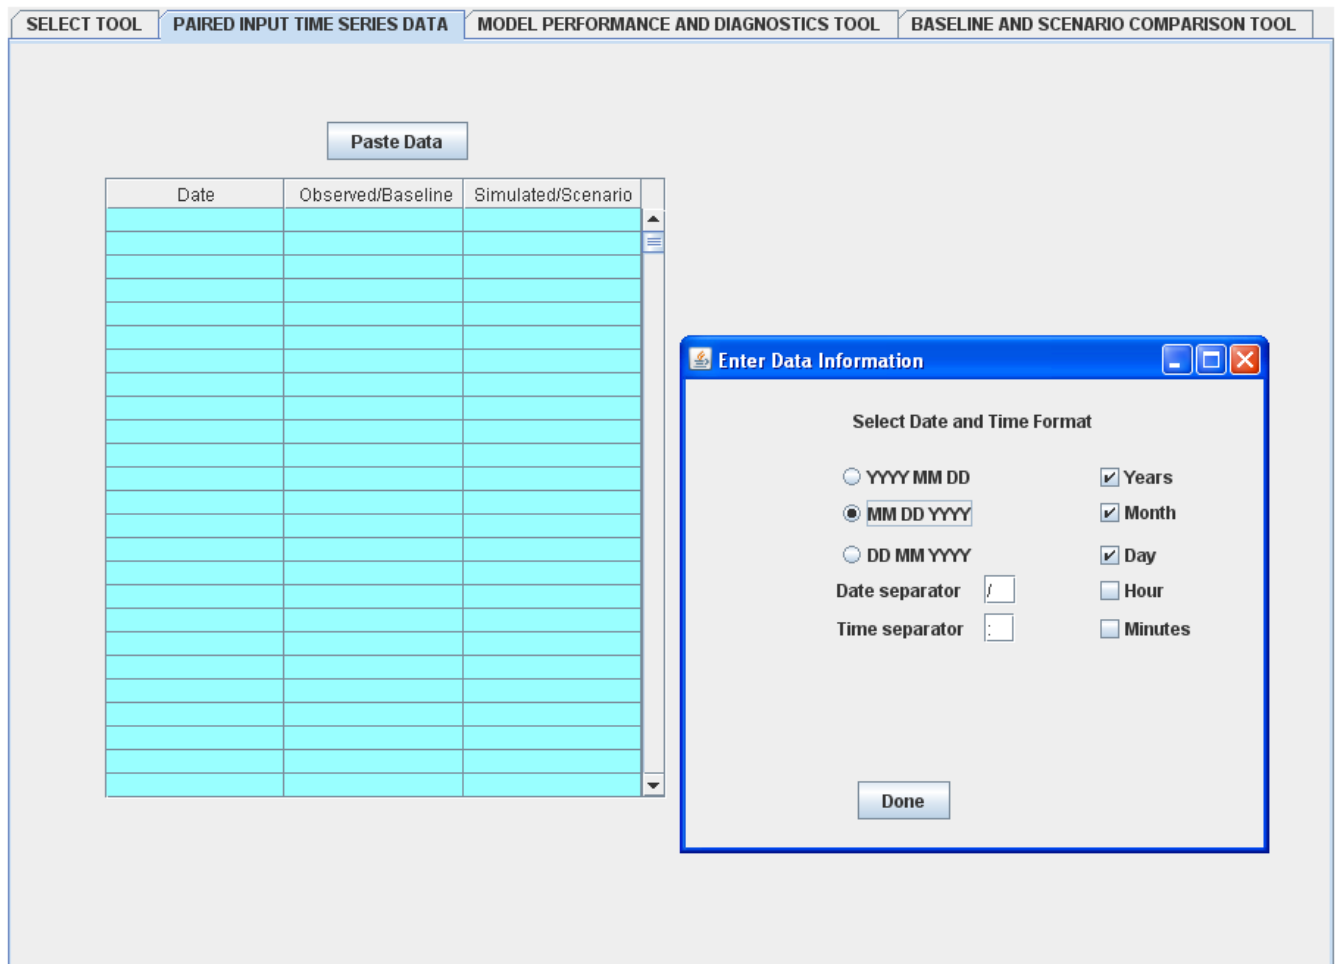 SELECT TOOL PAIRED INPUT TIME SERIES DATA MODEL PERFORMANCE AND DIAGNOSTICS TOOL BASELINE AND SCENARIO COMPARISON TOOL
Paste Data
Date Observed/Baseline Simulated/Scenario
Enter Data Information
Select Date and Time Format
YYYY MM DD Years
MM DD YYYY Month
DD MM YYYY Day
Date separator / Hour
Time separator : Minutes
Done